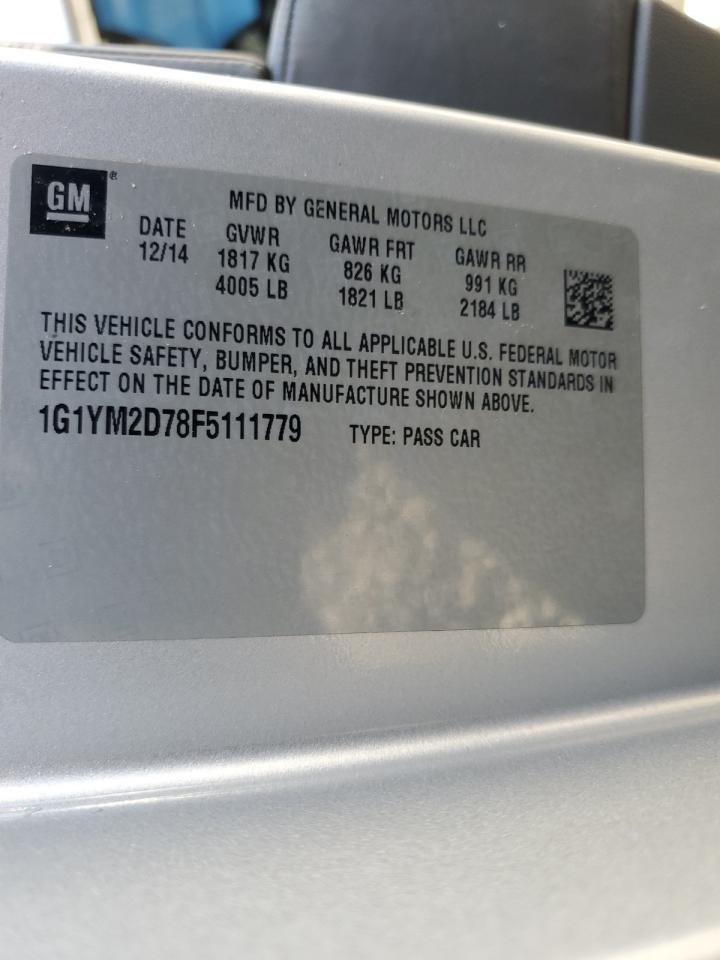 GM®
MFD BY GENERAL MOTORS LLC
DATE GVWR GAWR FRT GAWR RR
12/14 1817 KG 826 KG 991 KG
4005 LB 1821 LB 2184 LB
THIS VEHICLE CONFORMS TO ALL APPLICABLE U.S. FEDERAL MOTOR
VEHICLE SAFETY, BUMPER, AND THEFT PREVENTION STANDARDS IN
EFFECT ON THE DATE OF MANUFACTURE SHOWN ABOVE.
1G1YM2D78F5111779 TYPE: PASS CAR